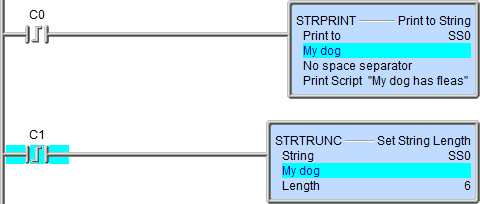 C0
STRPRINT Print to String
Print to SS0
My dog
No space separator
Print Script "My dog has fleas"
C1
STRTRUNC Set String Length
String SS0
My dog
Length 6